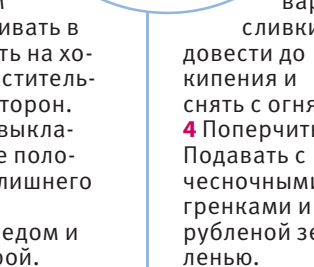 ивать в
ть на хо-
ститель-
торон.
выкла-
е поло-
лишнего
едом и
рой.
вар
сливки
довести до
кипения и
снять с огня
4 Поперчить
Подавать с
чесночными
гренками и
рубленой зе
ленью.